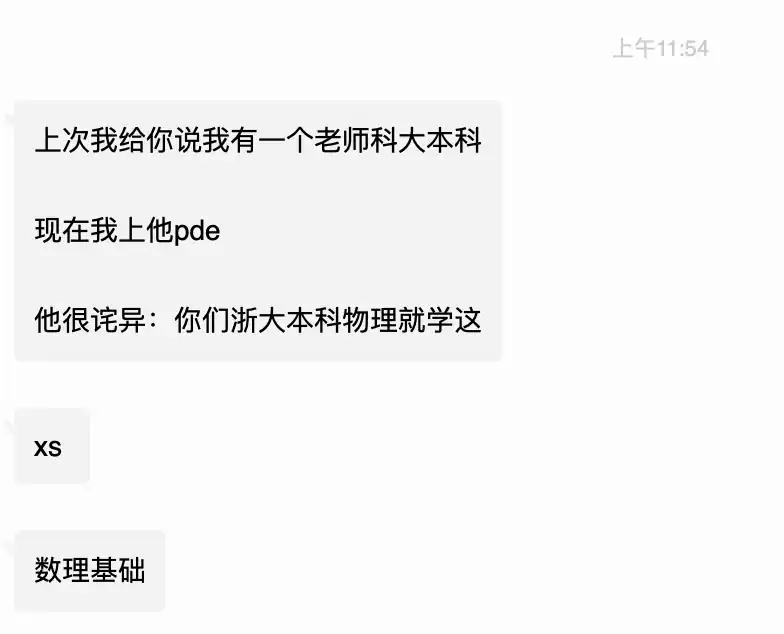 上午11:54
上次我给你说我有一个老师科大本科
现在我上他pde
他很诧异：你们浙大本科物理就学这
xs
数理基础